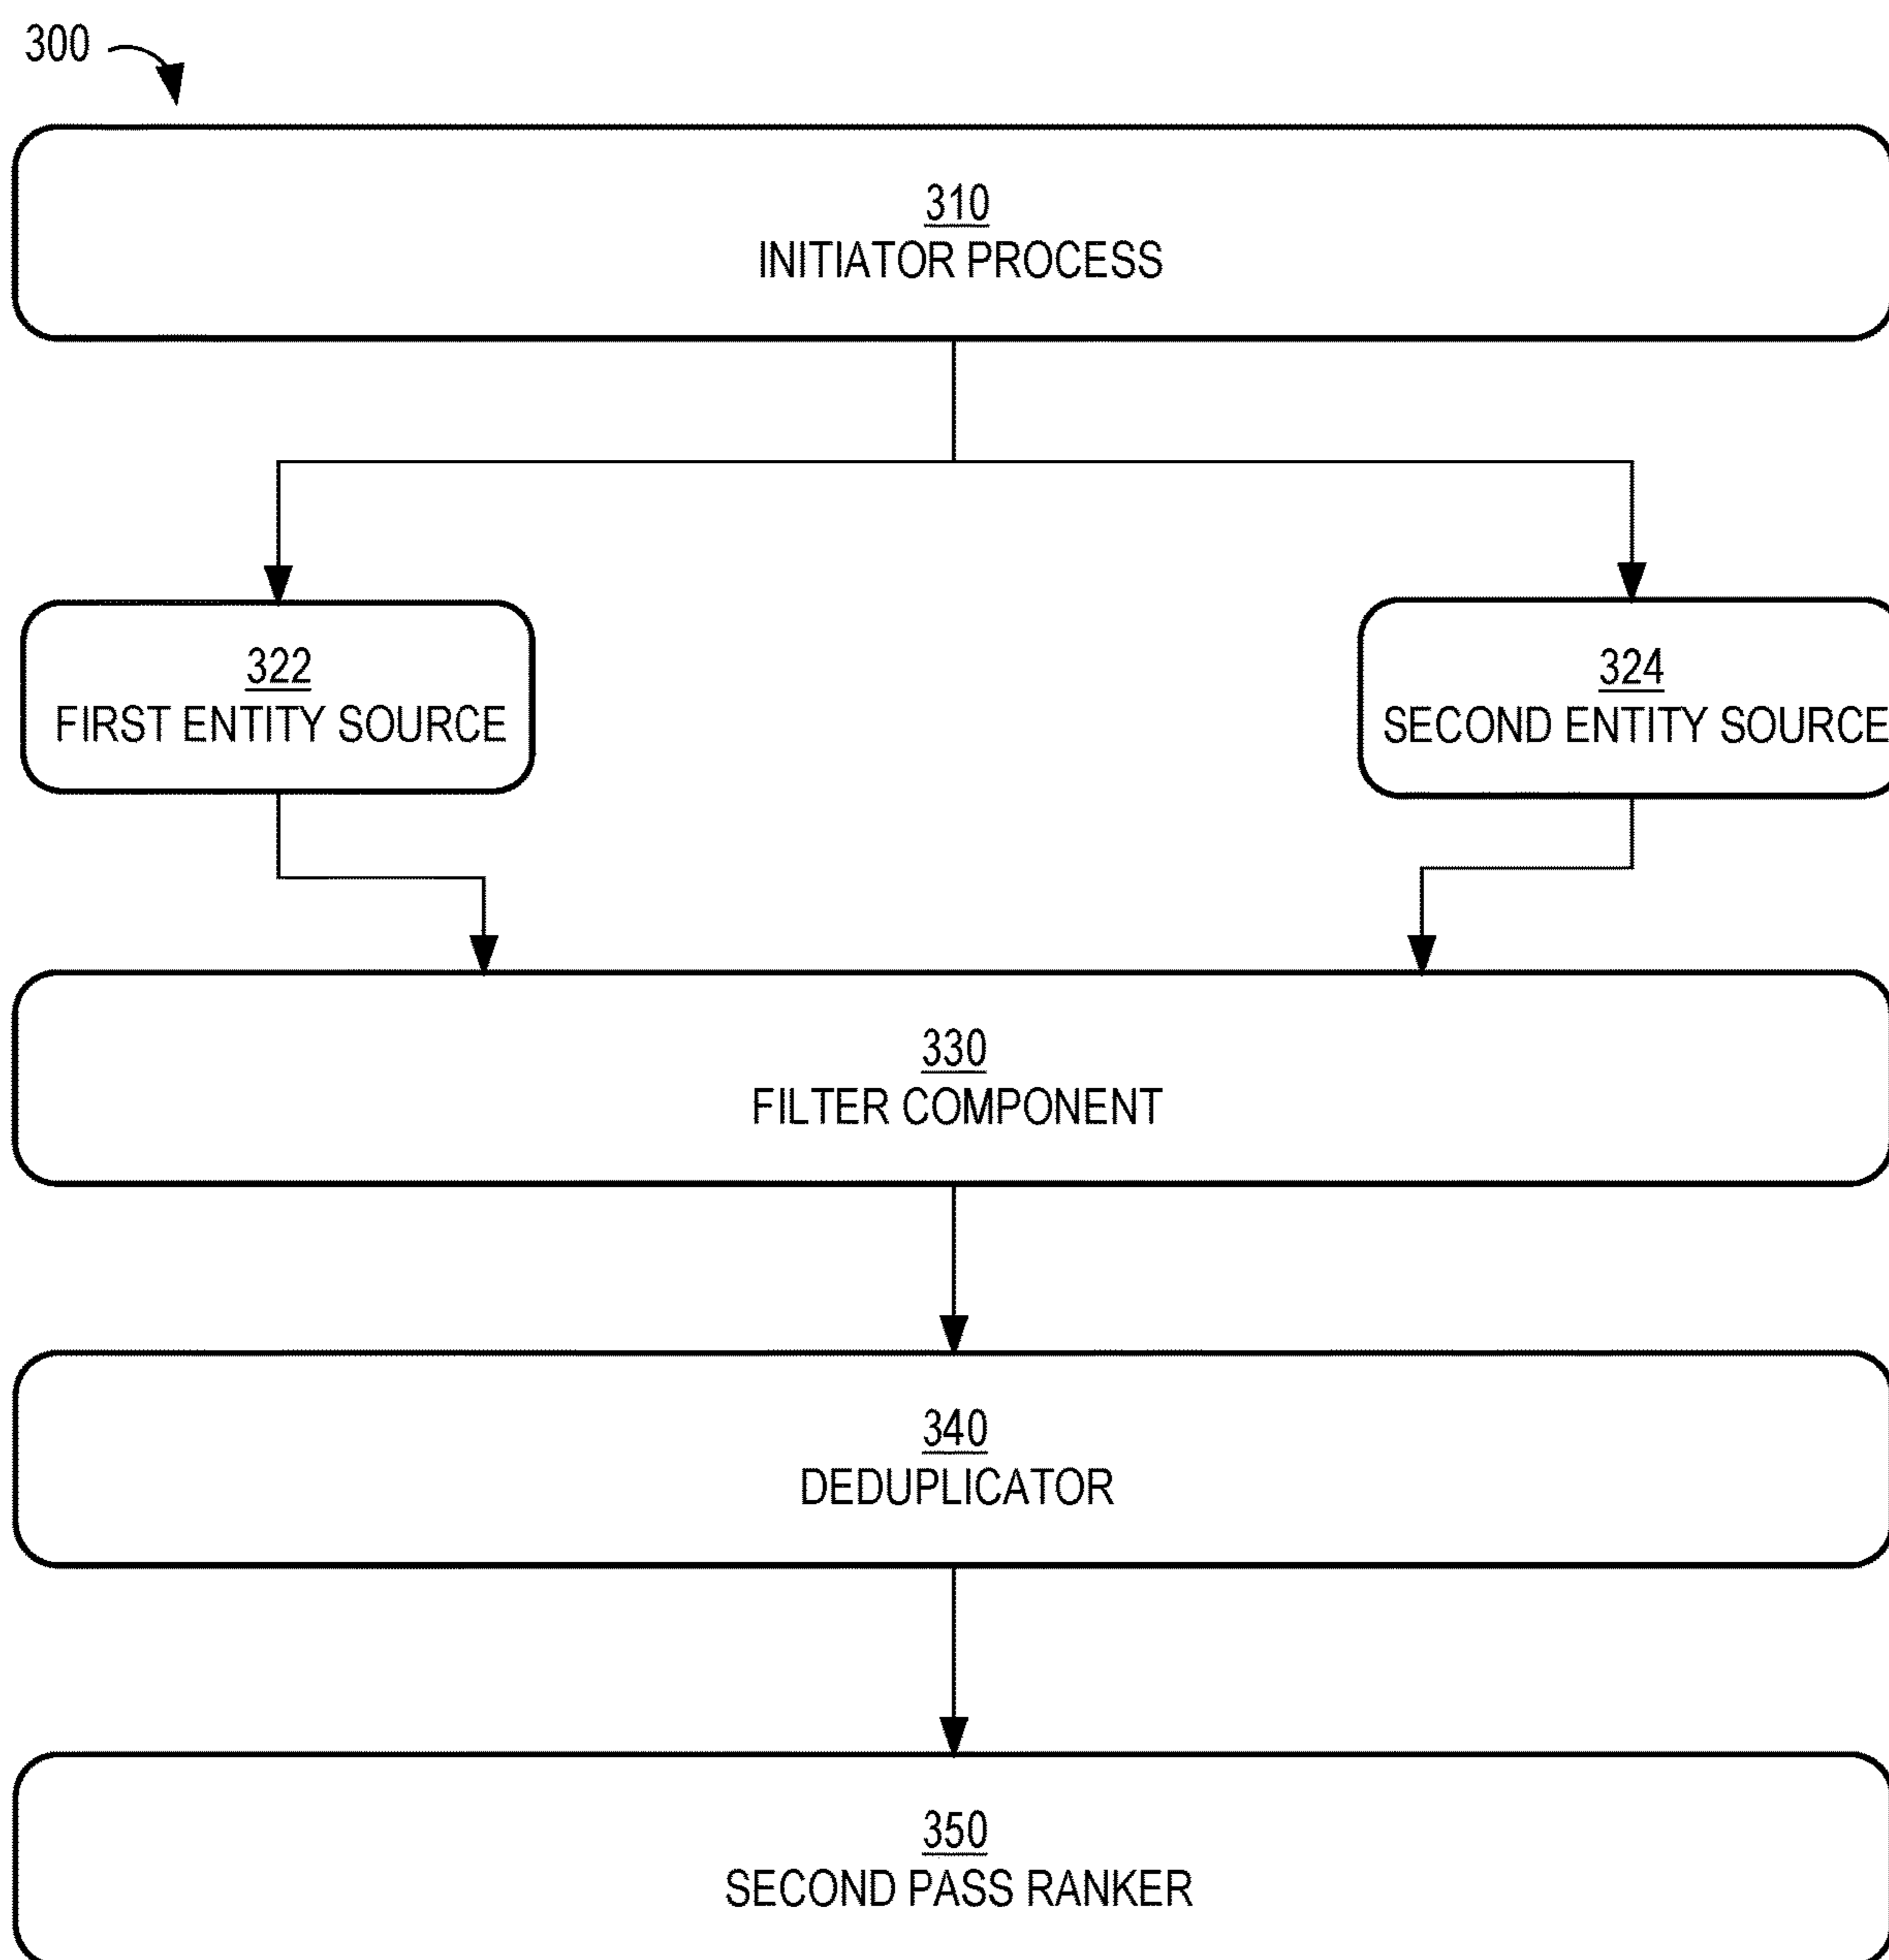 300
310
INITIATOR PROCESS
322
FIRST ENTITY SOURCE
324
SECOND ENTITY SOURCE
330
FILTER COMPONENT
340
DEDUPLICATOR
350
SECOND PASS RANKER